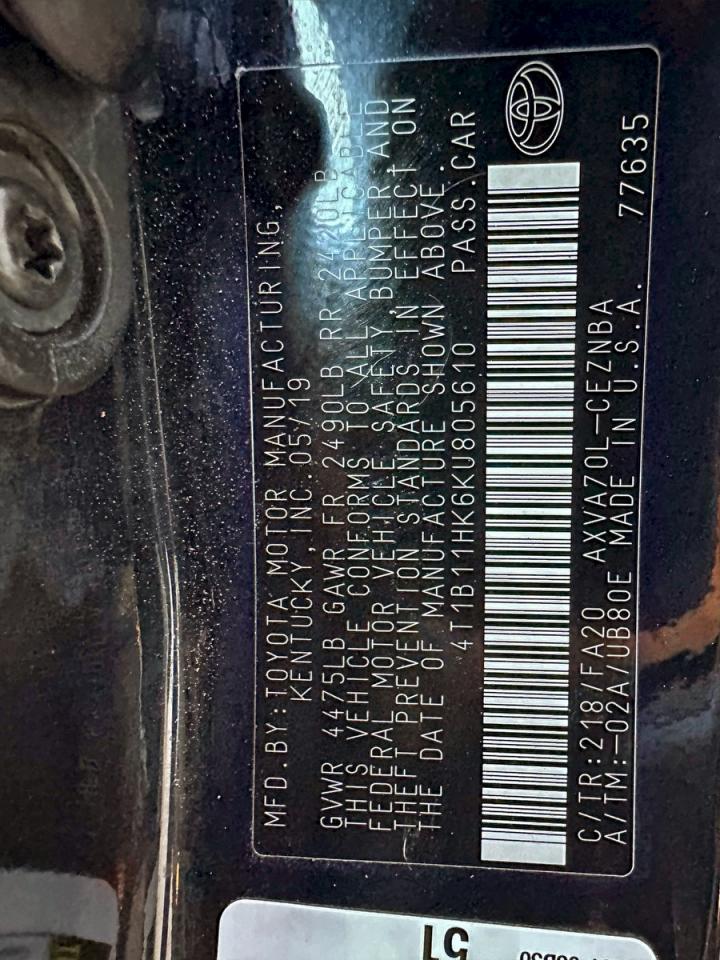 MFD.BY:TOYOTA MOTOR MANUFACTURING,
KENTUCKY,INC.05/19
GVWR 4475LB GAWR FR 2490LB RR 2420LB
THIS VEHICLE CONFORMS TO ALL APPLICABLE
FEDERAL MOTOR VEHICLE SAFETY,BUMPER,AND
THEFT PREVENTION STANDARDS IN EFFECT ON
THE DATE OF MANUFACTURE SHOWN ABOVE.
4T1B11HK6KU805610 PASS.CAR
C/TR:218/FA20 AXVA70L-CEZNBA
A/TM:-02A/UB80E MADE IN U.S.A. 77635
51